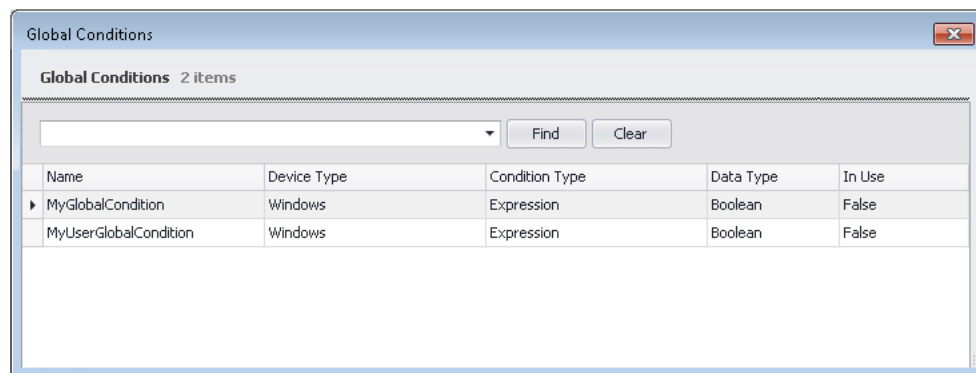 Global Conditions
Global Conditions 2 items
Find Clear
Name Device Type Condition Type Data Type In Use
MyGlobalCondition Windows Expression Boolean False
MyUserGlobalCondition Windows Expression Boolean False